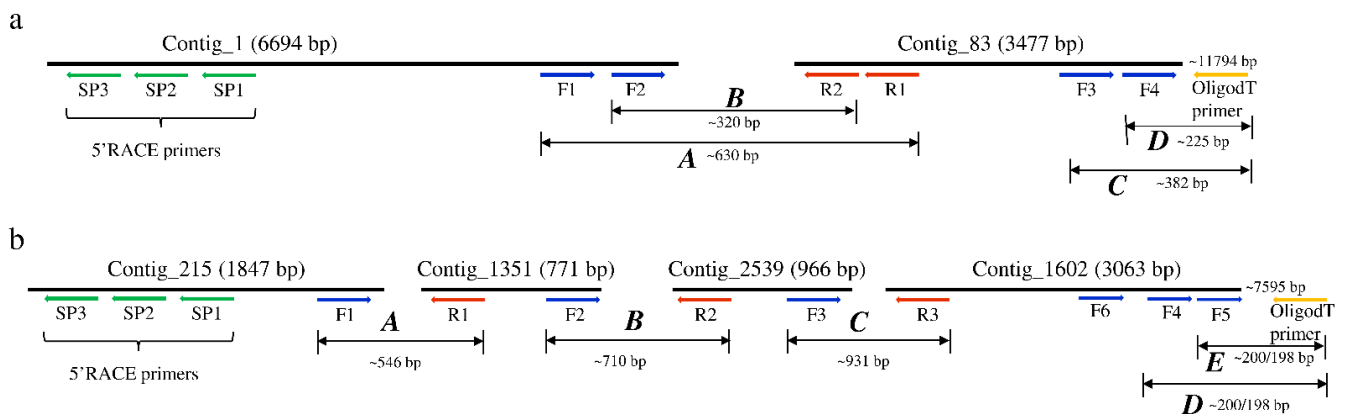 a
Contig_1 (6694 bp)
Contig_83 (3477 bp)
~11794 bp
SP3
SP2
SP1
F1
F2
R2
R1
F3
F4
OligodT
primer
B
~320 bp
D ~225 bp
5'RACE primers
A ~630 bp
C ~382 bp
b
Contig_215 (1847 bp)
Contig_1351 (771 bp)
Contig_2539 (966 bp)
Contig_1602 (3063 bp)
~7595 bp
SP3
SP2
SP1
F1
R1
F2
R2
F3
R3
F6
F4
F5
OligodT
primer
A
~546 bp
B
~710 bp
C
~931 bp
E ~200/198 bp
5'RACE primers
D ~200/198 bp